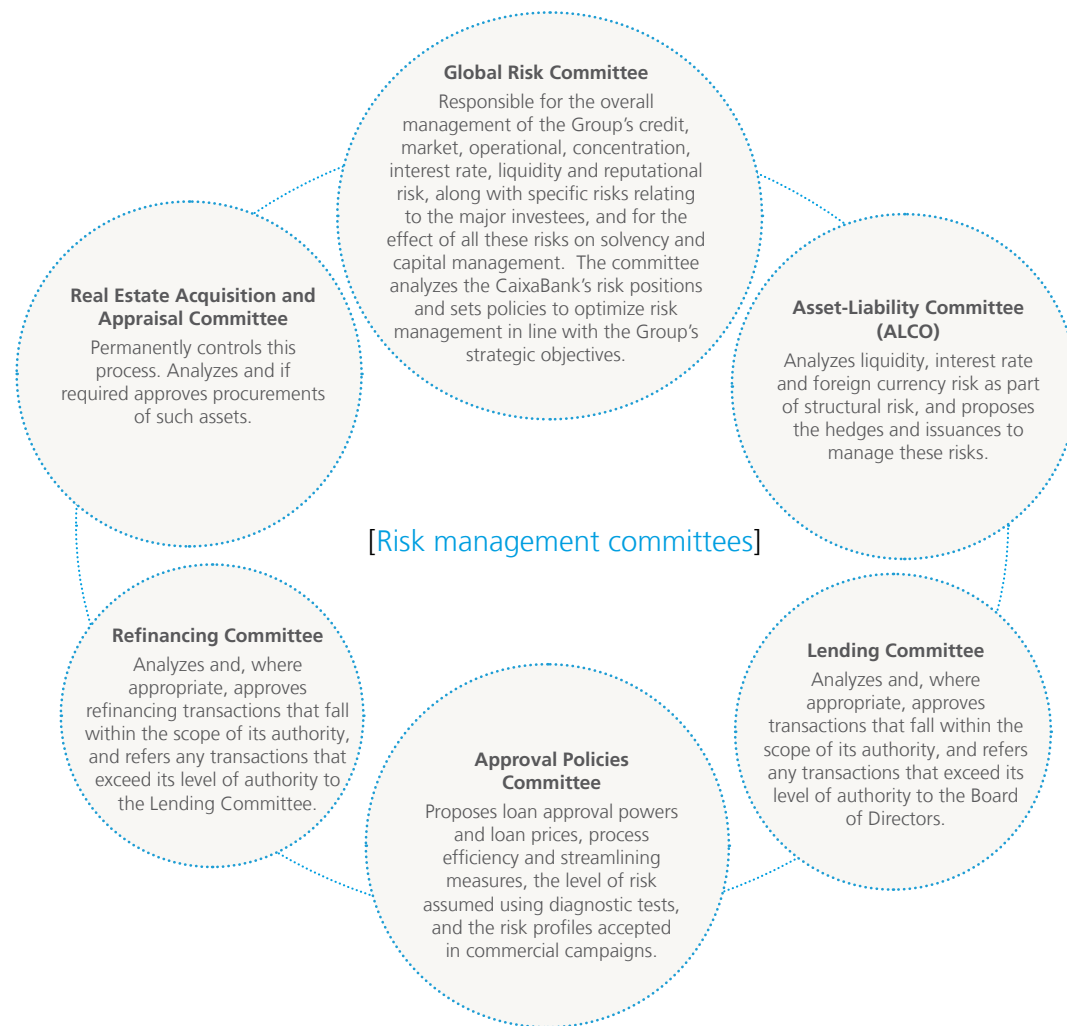 Global Risk Committee
Responsible for the overall
management of the Group's credit,
market, operational, concentration,
interest rate, liquidity and reputational
risk, along with specific risks relating
to the major investees, and for the
effect of all these risks on solvency and
capital management. The committee
analyzes the CaixaBank's risk positions
and sets policies to optimize risk
management in line with the Group's
strategic objectives.
Real Estate Acquisition and
Appraisal Committee
Permanently controls this
process. Analyzes and if
required approves procurements
of such assets.
Asset-Liability Committee
(ALCO)
Analyzes liquidity, interest rate
and foreign currency risk as part
of structural risk, and proposes
the hedges and issuances to
manage these risks.
[Risk management committees]
Refinancing Committee
Analyzes and, where
appropriate, approves
refinancing transactions that fall
within the scope of its authority,
and refers any transactions that
exceed its level of authority to
the Lending Committee.
Lending Committee
Analyzes and, where
appropriate, approves
transactions that fall within the
scope of its authority, and refers
any transactions that exceed its
level of authority to the Board
of Directors.
Approval Policies
Committee
Proposes loan approval powers
and loan prices, process
efficiency and streamlining
measures, the level of risk
assumed using diagnostic tests,
and the risk profiles accepted
in commercial campaigns.